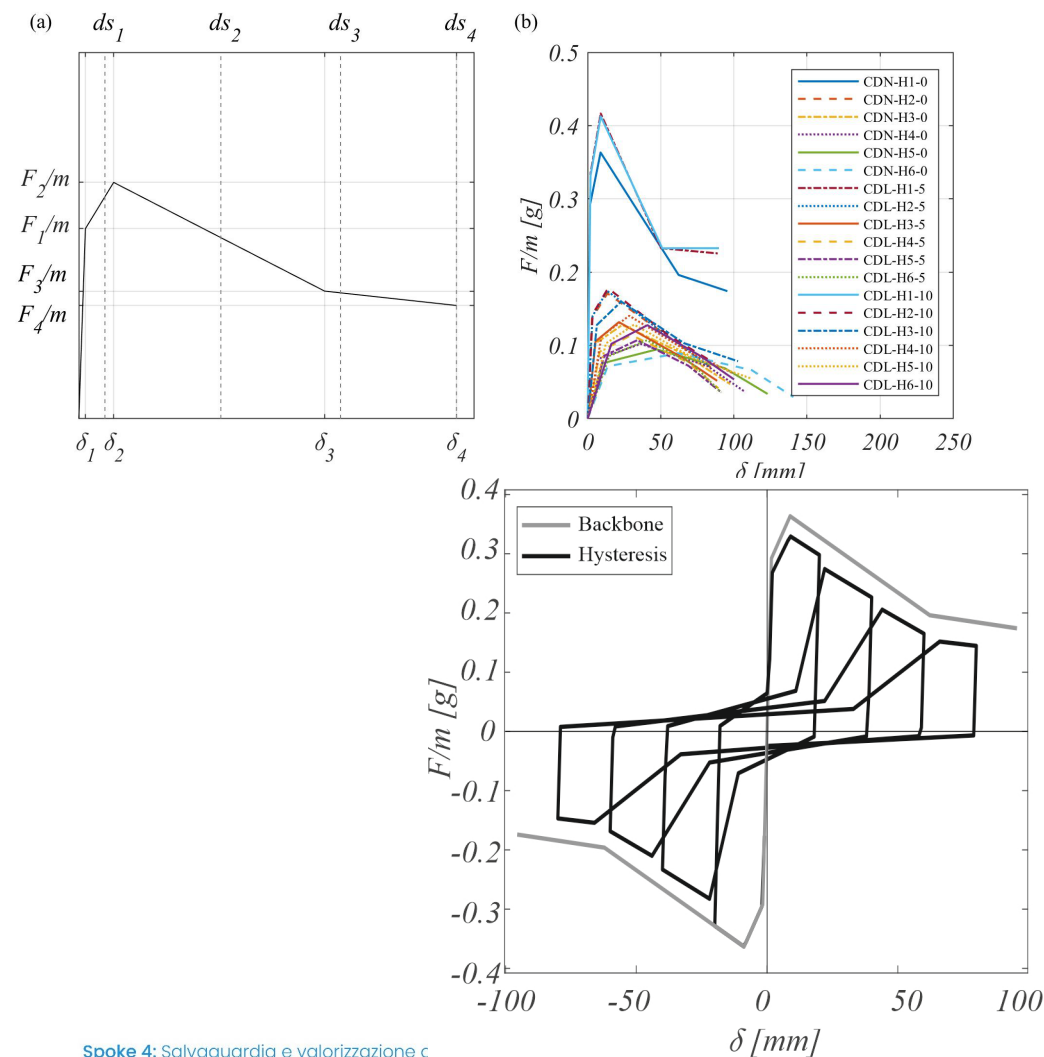 (a)
ds1 ds2 ds3 ds4
F2/m
F1/m
F3/m
F4/m
δ1 δ2 δ3 δ4
(b)
0.5
0.4
0.3
0.2
0.1
0
F/m [g]
0 50 100 150 200 250
δ [mm]
CDN-H1-0
CDN-H2-0
CDN-H3-0
CDN-H4-0
CDN-H5-0
CDN-H6-0
CDL-H1-5
CDL-H2-5
CDL-H3-5
CDL-H4-5
CDL-H5-5
CDL-H6-5
CDL-H1-10
CDL-H2-10
CDL-H3-10
CDL-H4-10
CDL-H5-10
CDL-H6-10
0.4
0.3
0.2
0.1
0
-0.1
-0.2
-0.3
-0.4
F/m [g]
Backbone
Hysteresis
-100 -50 0 50 100
δ [mm]
Spoke 4: Salvaguardia e valorizzazione